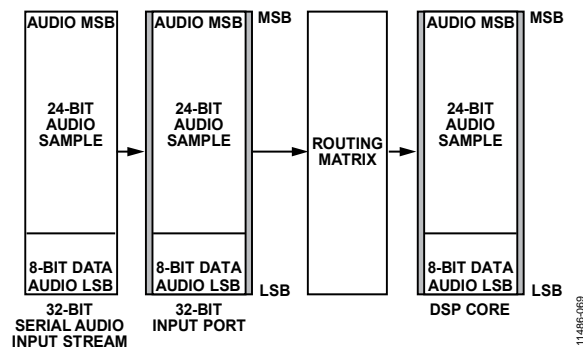 AUDIO MSB
24-BIT
AUDIO
SAMPLE
8-BIT DATA
AUDIO LSB
32-BIT
SERIAL AUDIO
INPUT STREAM
AUDIO MSB
MSB
24-BIT
AUDIO
SAMPLE
8-BIT DATA
AUDIO LSB
LSB
32-BIT
INPUT PORT
ROUTING
MATRIX
AUDIO MSB
MSB
24-BIT
AUDIO
SAMPLE
8-BIT DATA
AUDIO LSB
LSB
DSP CORE
11486-069